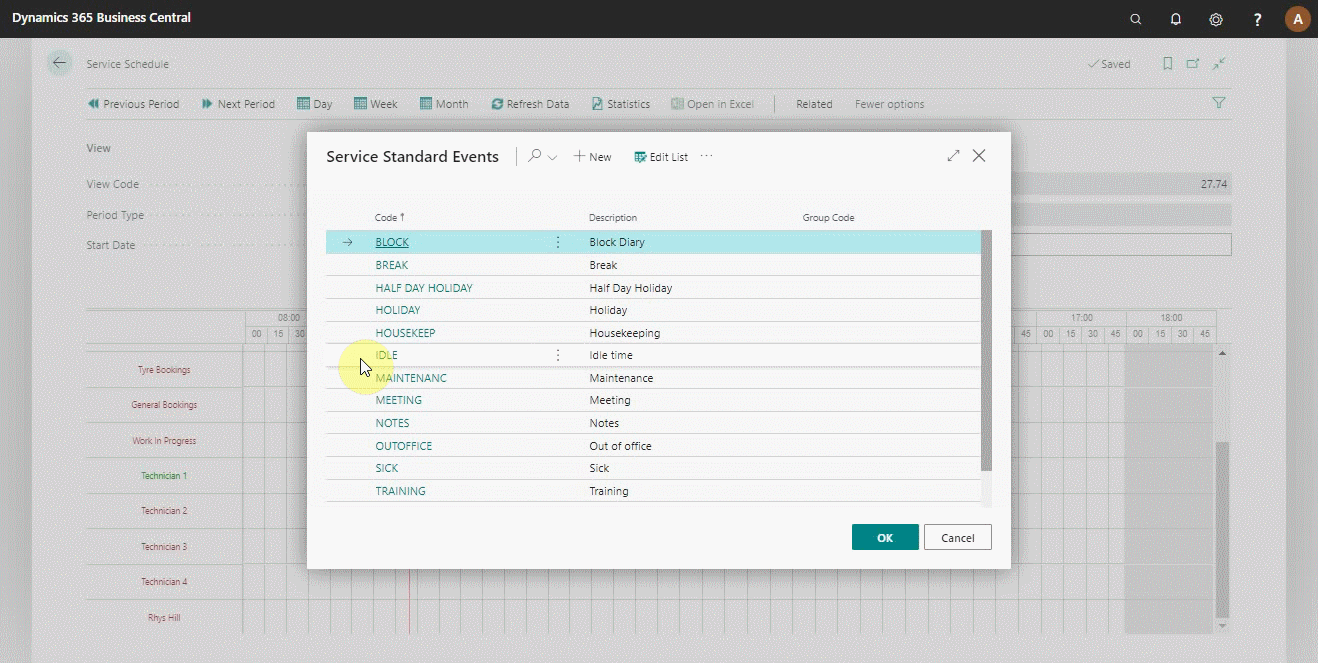 Dynamics 365 Business Central
?
A
Service Schedule
Saved
Previous Period
Next Period
Day
Week
Month
Refresh Data
Statistics
Open in Excel
Related
Fewer options
View
View Code
27.74
Period Type
Start Date
Service Standard Events
New
Edit List
Code ↑
Description
Group Code
BLOCK Block Diary
BREAK Break
HALF DAY HOLIDAY Half Day Holiday
HOLIDAY Holiday
HOUSEKEEP Housekeeping
IDLE Idle time
MAINTENANC Maintenance
MEETING Meeting
NOTES Notes
OUTOFFICE Out of office
SICK Sick
TRAINING Training
OK
Cancel
08:00 17:00 18:00
00 15 30 45 00 15 30 45 00 15 30 45
Tyre Bookings
General Bookings
Work In Progress
Technician 1
Technician 2
Technician 3
Technician 4
Rhys Hill